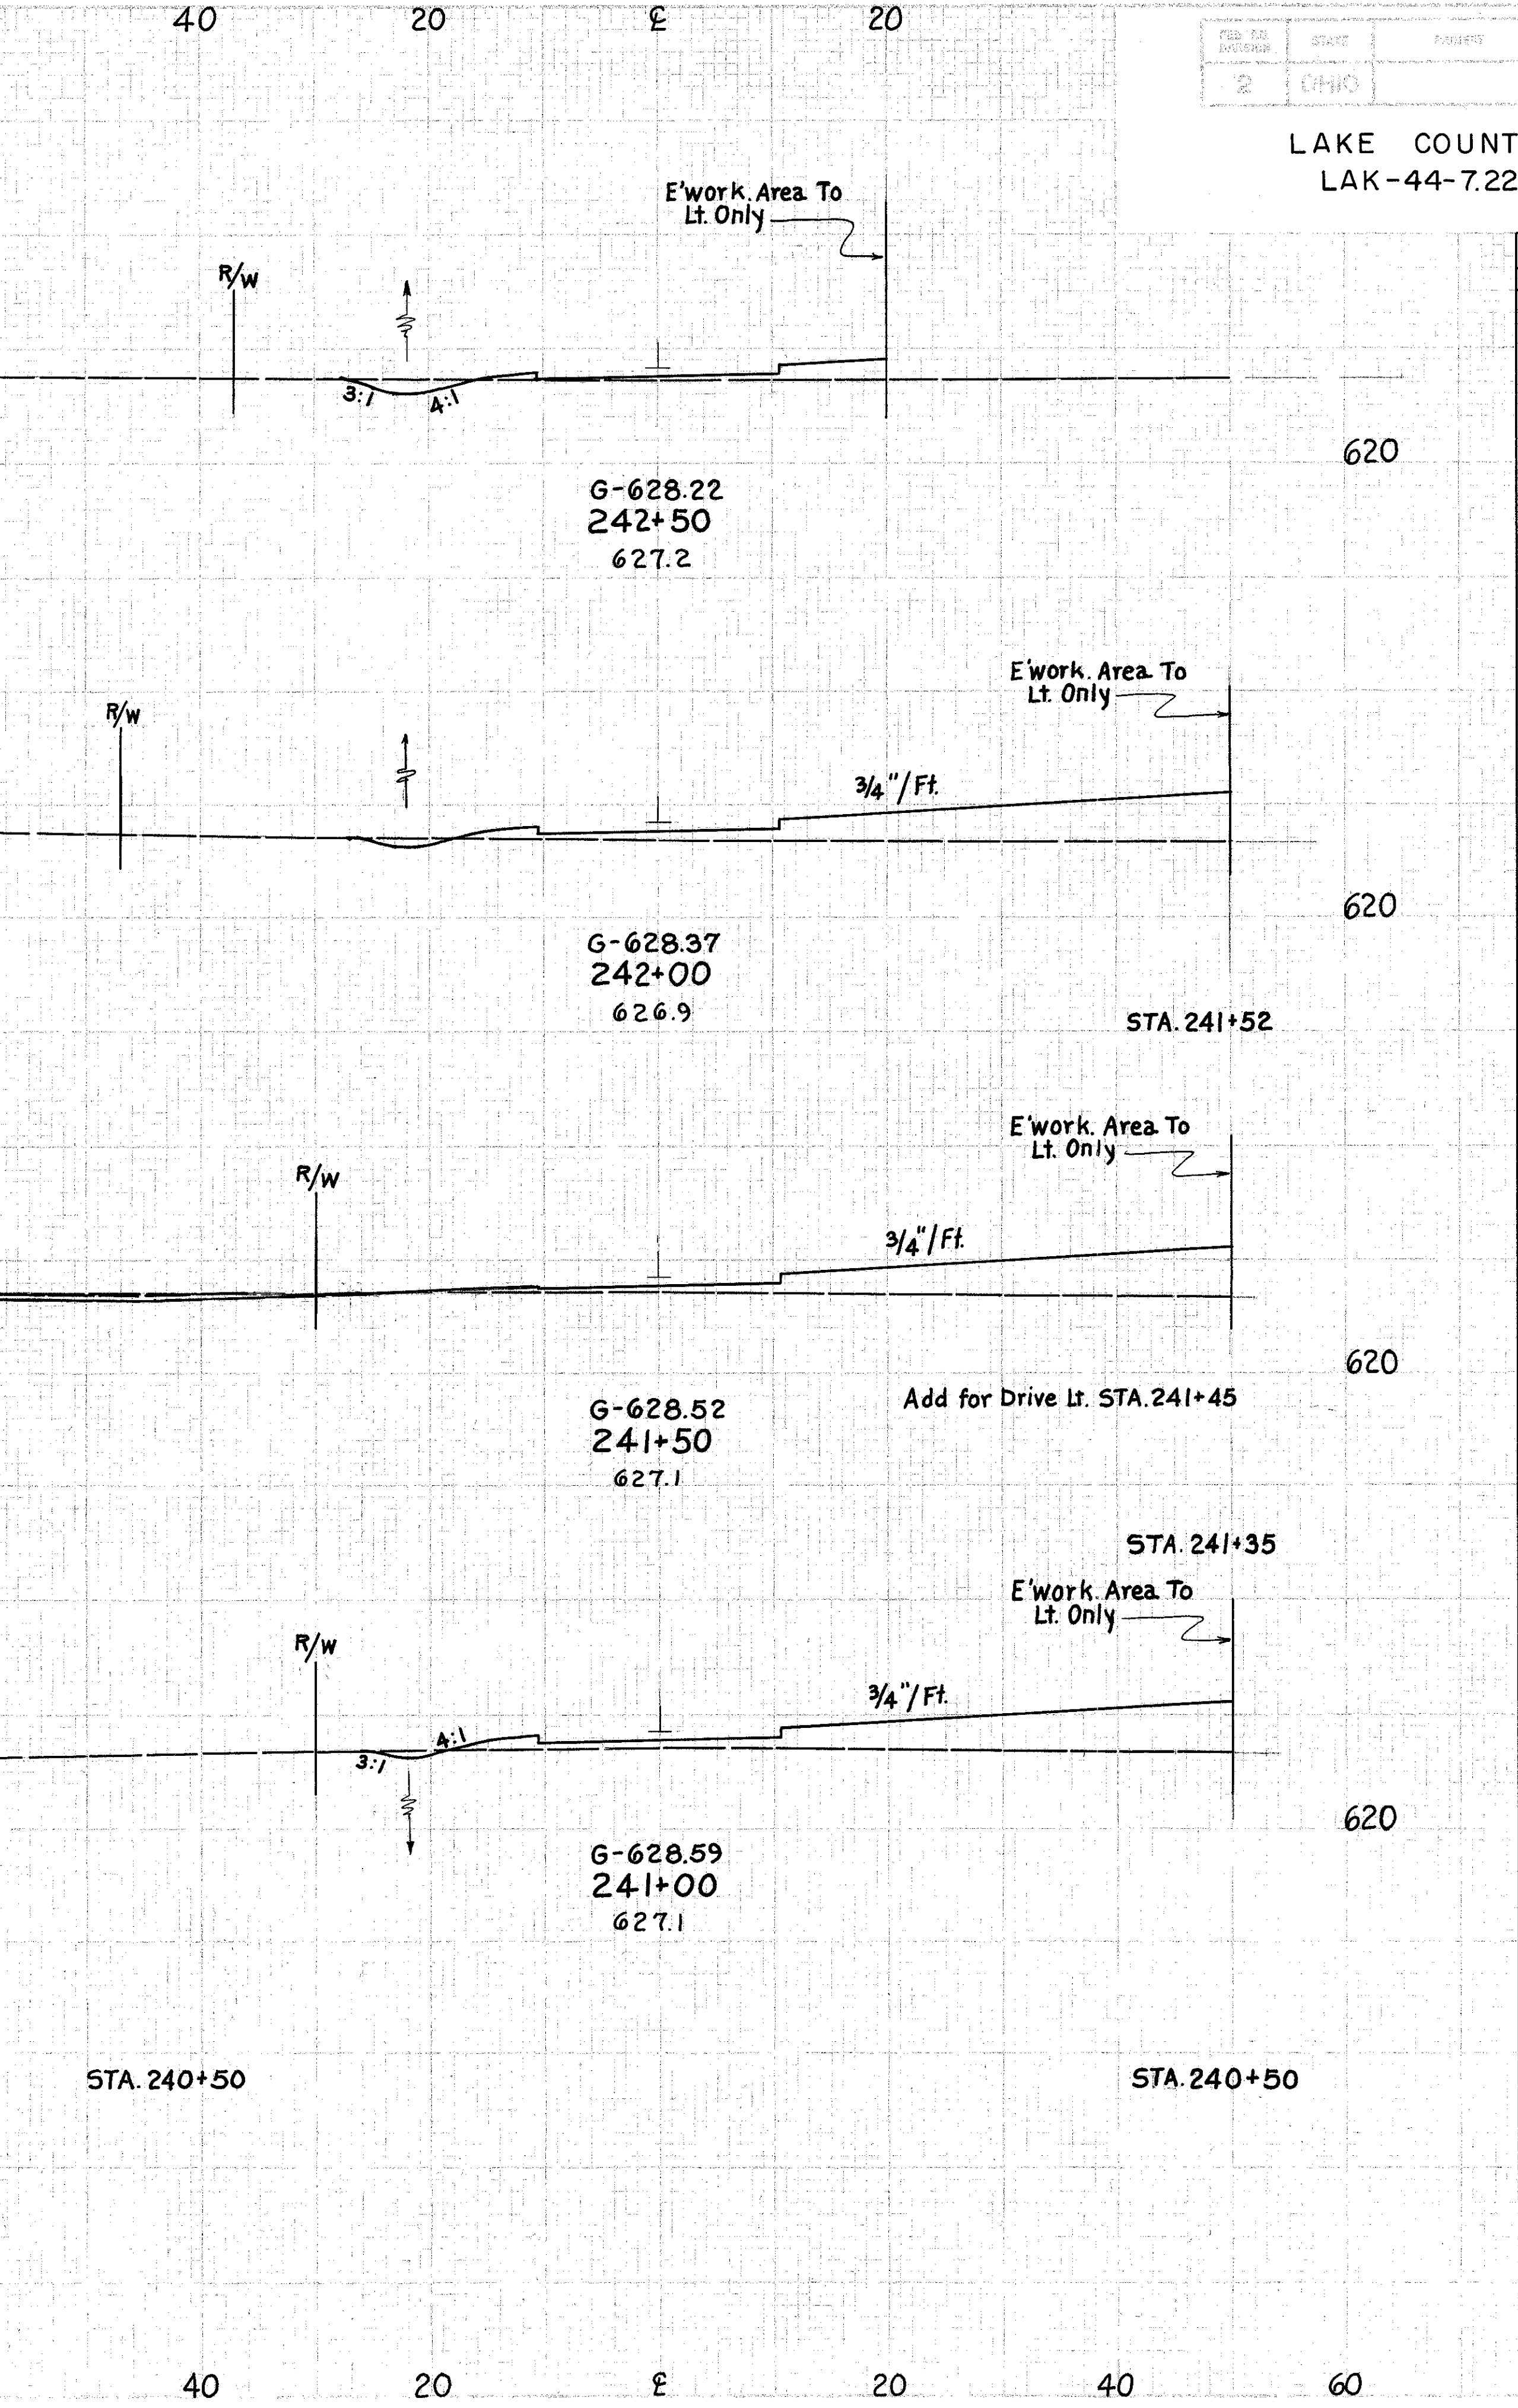 40 20 ℄ 20
FED. RD. DIVISION STATE PROJECT
2 OHIO
LAKE COUNT
LAK-44-7.22
E'work. Area To
Lt. Only
R/W
3:1 4:1
620
G-628.22
242+50
627.2
E'work. Area To
Lt. Only
R/W
3/4"/Ft.
620
G-628.37
242+00
626.9
STA. 241+52
E'work. Area To
Lt. Only
R/W
3/4"/Ft.
620
Add for Drive Lt. STA. 241+45
G-628.52
241+50
627.1
STA. 241+35
E'work. Area To
Lt. Only
R/W
3/4"/Ft.
3:1 4:1
620
G-628.59
241+00
627.1
STA. 240+50 STA. 240+50
40 20 ℄ 20 40 60